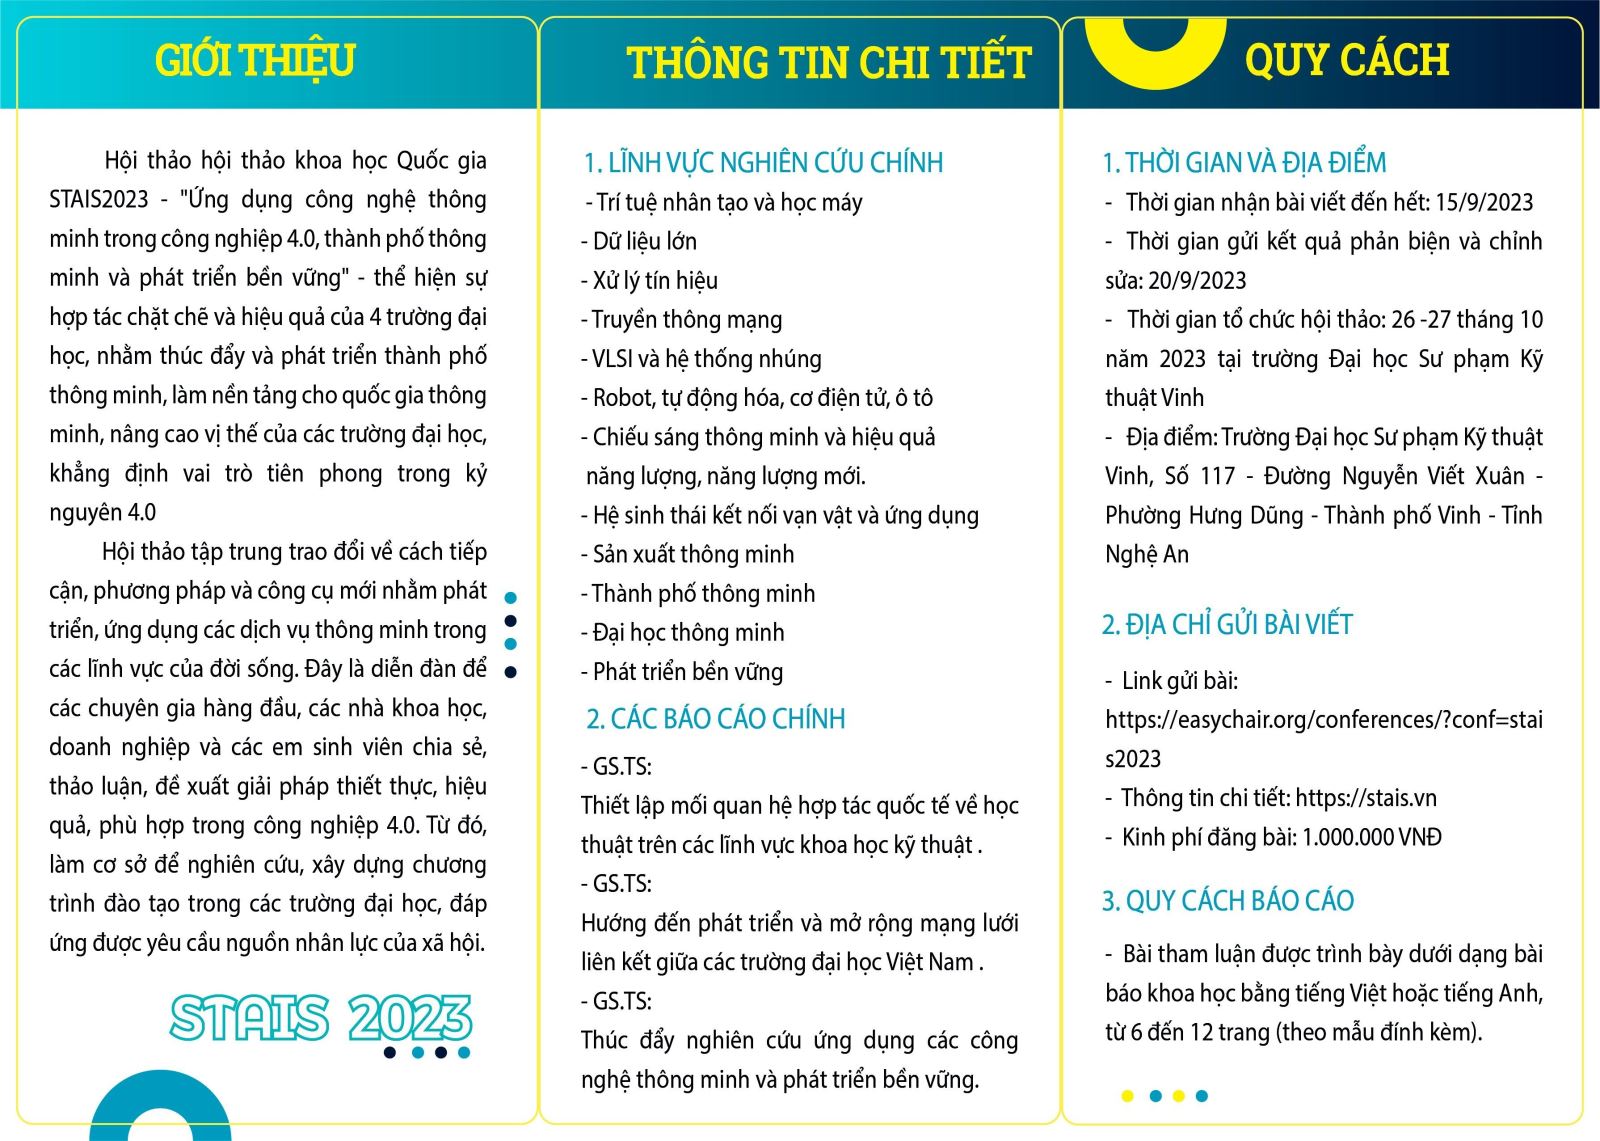 GIỚI THIỆU
Hội thảo hội thảo khoa học Quốc gia
STAIS2023 - "Ứng dụng công nghệ thông
minh trong công nghiệp 4.0, thành phố thông
minh và phát triển bền vững" - thể hiện sự
hợp tác chặt chẽ và hiệu quả của 4 trường đại
học, nhằm thúc đẩy và phát triển thành phố
thông minh, làm nền tảng cho quốc gia thông
minh, nâng cao vị thế của các trường đại học,
khẳng định vai trò tiên phong trong kỷ
nguyên 4.0
Hội thảo tập trung trao đổi về cách tiếp
cận, phương pháp và công cụ mới nhằm phát
triển, ứng dụng các dịch vụ thông minh trong
các lĩnh vực của đời sống. Đây là diễn đàn để
các chuyên gia hàng đầu, các nhà khoa học,
doanh nghiệp và các em sinh viên chia sẻ,
thảo luận, đề xuất giải pháp thiết thực, hiệu
quả, phù hợp trong công nghiệp 4.0. Từ đó,
làm cơ sở để nghiên cứu, xây dựng chương
trình đào tạo trong các trường đại học, đáp
ứng được yêu cầu nguồn nhân lực của xã hội.
STAIS 2023
THÔNG TIN CHI TIẾT
1. LĨNH VỰC NGHIÊN CỨU CHÍNH
- Trí tuệ nhân tạo và học máy
- Dữ liệu lớn
- Xử lý tín hiệu
- Truyền thông mạng
- VLSI và hệ thống nhúng
- Robot, tự động hóa, cơ điện tử, ô tô
- Chiếu sáng thông minh và hiệu quả
năng lượng, năng lượng mới.
- Hệ sinh thái kết nối vạn vật và ứng dụng
- Sản xuất thông minh
- Thành phố thông minh
- Đại học thông minh
- Phát triển bền vững
2. CÁC BÁO CÁO CHÍNH
- GS.TS:
Thiết lập mối quan hệ hợp tác quốc tế về học
thuật trên các lĩnh vực khoa học kỹ thuật .
- GS.TS:
Hướng đến phát triển và mở rộng mạng lưới
liên kết giữa các trường đại học Việt Nam .
- GS.TS:
Thúc đẩy nghiên cứu ứng dụng các công
nghệ thông minh và phát triển bền vững.
QUY CÁCH
1. THỜI GIAN VÀ ĐỊA ĐIỂM
- Thời gian nhận bài viết đến hết: 15/9/2023
- Thời gian gửi kết quả phản biện và chỉnh
sửa: 20/9/2023
- Thời gian tổ chức hội thảo: 26 -27 tháng 10
năm 2023 tại trường Đại học Sư phạm Kỹ
thuật Vinh
- Địa điểm: Trường Đại học Sư phạm Kỹ thuật
Vinh, Số 117 - Đường Nguyễn Viết Xuân -
Phường Hưng Dũng - Thành phố Vinh - Tỉnh
Nghệ An
2. ĐỊA CHỈ GỬI BÀI VIẾT
- Link gửi bài:
https://easychair.org/conferences/?conf=stai
s2023
- Thông tin chi tiết: https://stais.vn
- Kinh phí đăng bài: 1.000.000 VNĐ
3. QUY CÁCH BÁO CÁO
- Bài tham luận được trình bày dưới dạng bài
báo khoa học bằng tiếng Việt hoặc tiếng Anh,
từ 6 đến 12 trang (theo mẫu đính kèm).